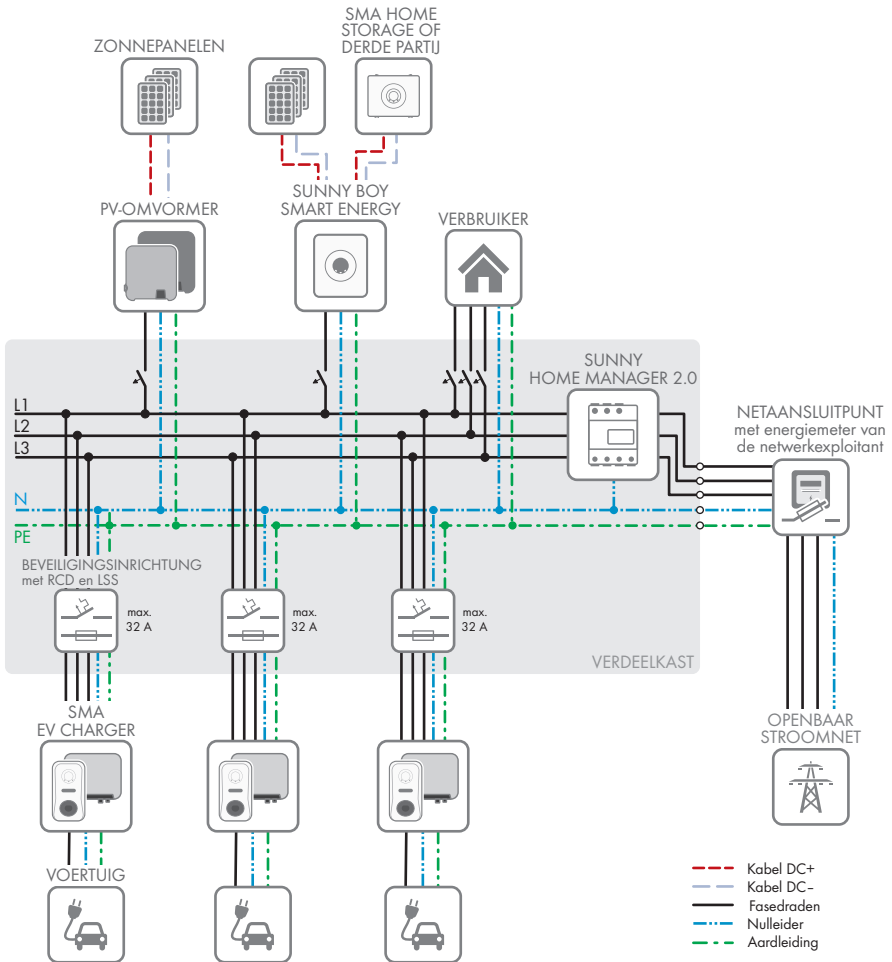 SMA HOME
STORAGE OF
DERDE PARTIJ
ZONNEPANELEN
PV-OMVORMER
SUNNY BOY
SMART ENERGY
VERBRUIKER
SUNNY
HOME MANAGER 2.0
L1
L2
L3
N
PE
NETAANSLUITPUNT
met energiemeter van
de netwerkexploitant
BEVEILIGINGSINRICHTUNG
met RCD en LSS
max.
32 A
max.
32 A
max.
32 A
VERDEELKAST
SMA
EV CHARGER
OPENBAAR
STROOMNET
VOERTUIG
Kabel DC+
Kabel DC–
Fasedraden
Nulleider
Aardleiding